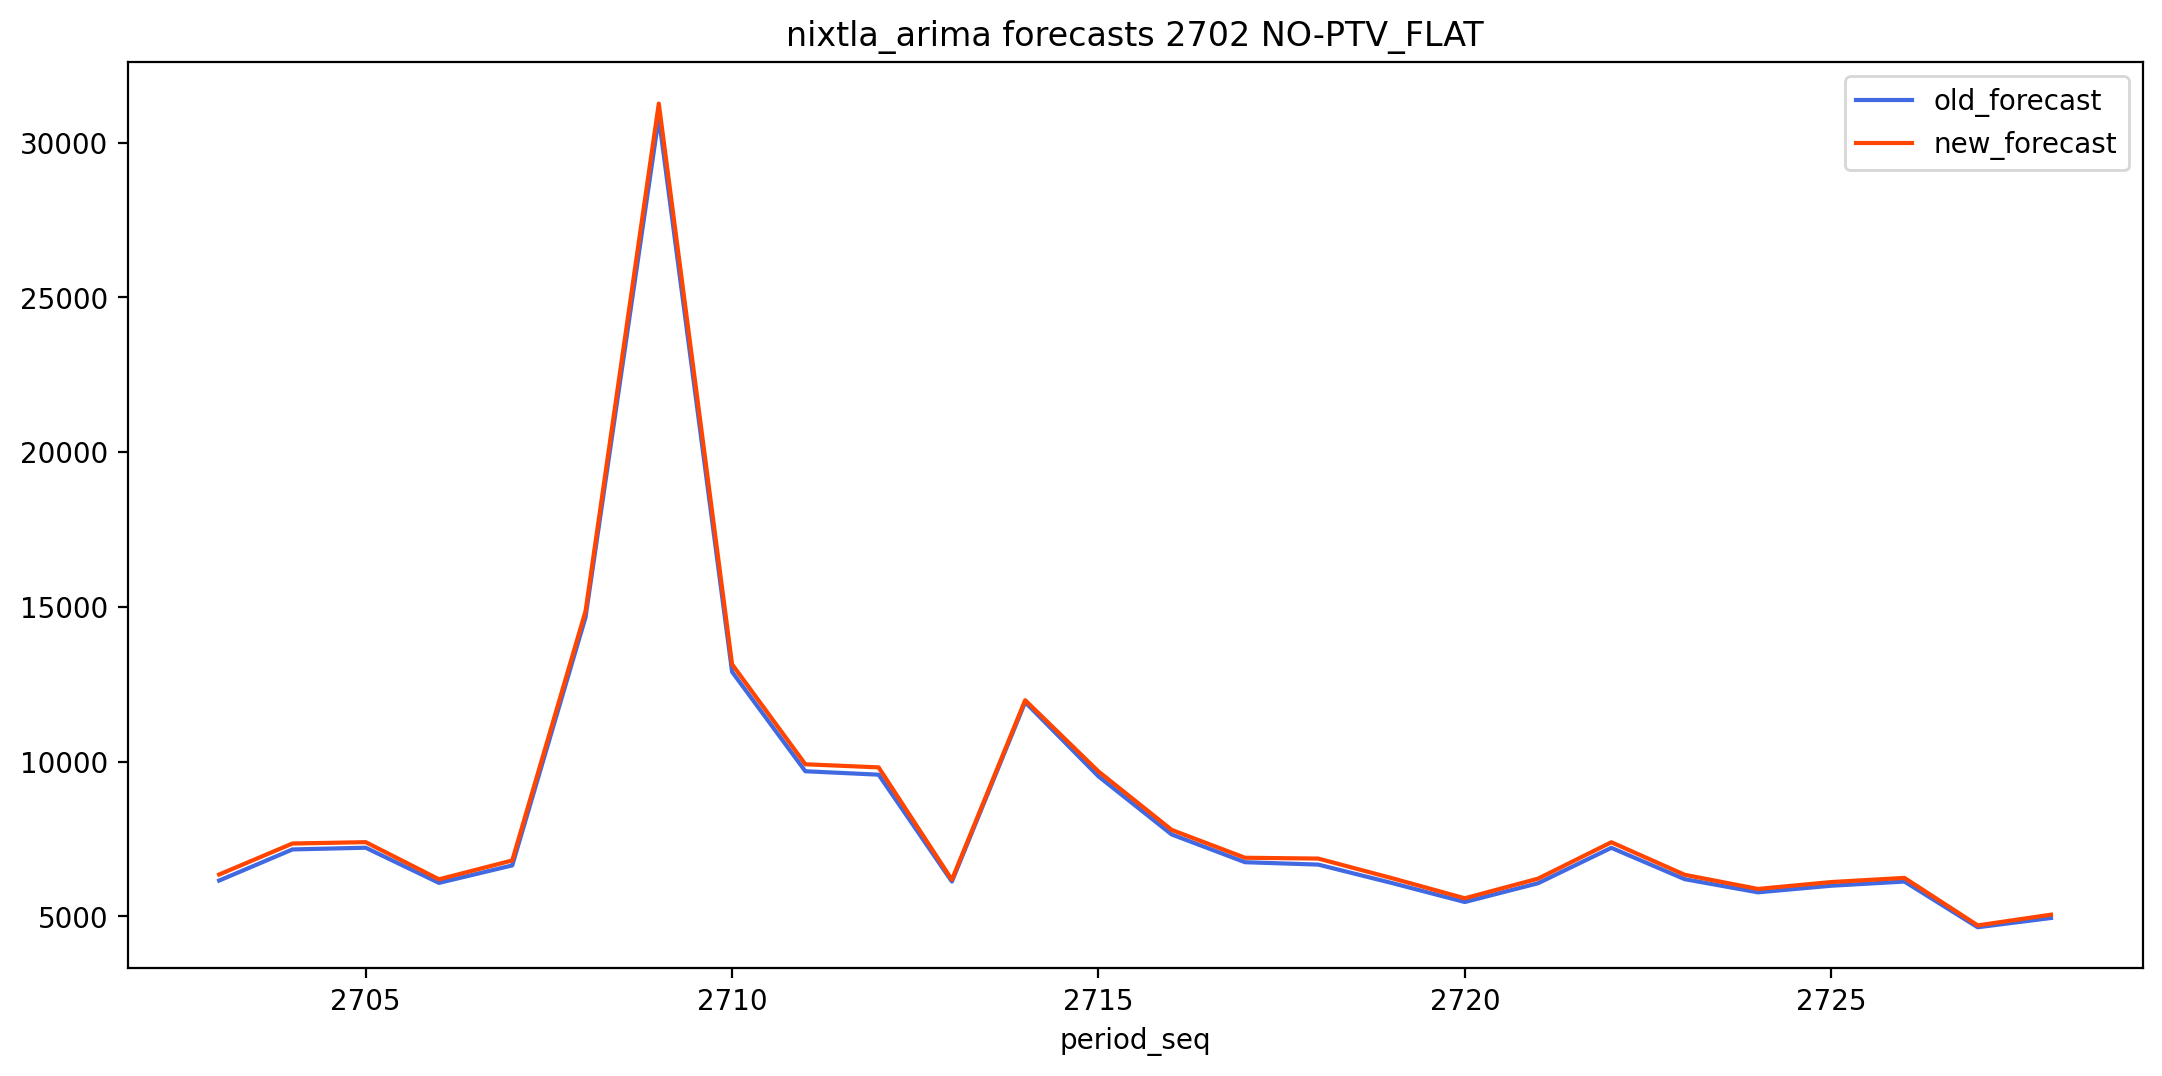 nixtla_arima forecasts 2702 NO-PTV_FLAT
old_forecast
new_forecast
30000
25000
20000
15000
10000
5000
2705 2710 2715 2720 2725
period_seq